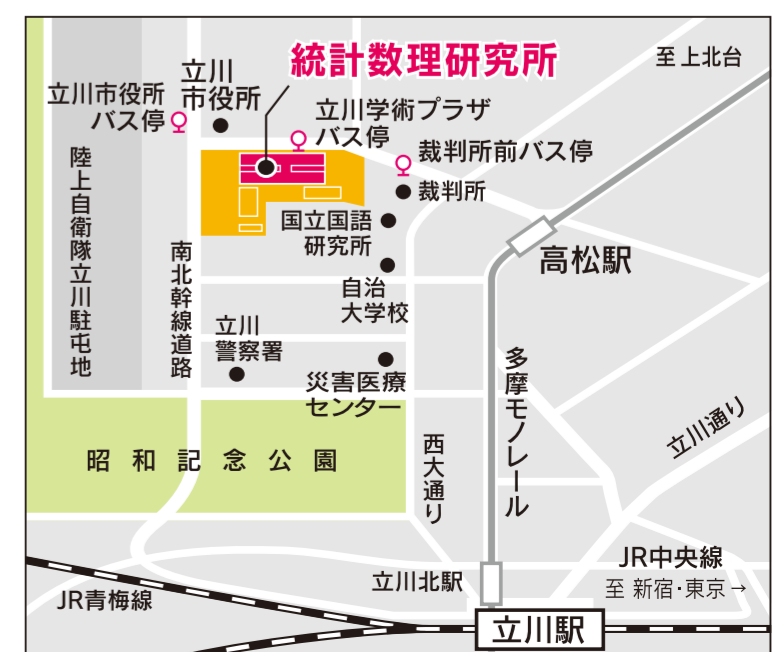 統計数理研究所
至 上北台
立川
市役所
立川市役所
バス停
立川学術プラザ
バス停
裁判所前バス停
裁判所
陸上自衛隊立川駐屯地
国立国語
研究所
高松駅
南北幹線道路
自治
大学校
立川
警察署
災害医療
センター
多摩モノレール
立川通り
昭和記念公園
西大通り
JR中央線
至 新宿・東京→
立川北駅
JR青梅線
立川駅